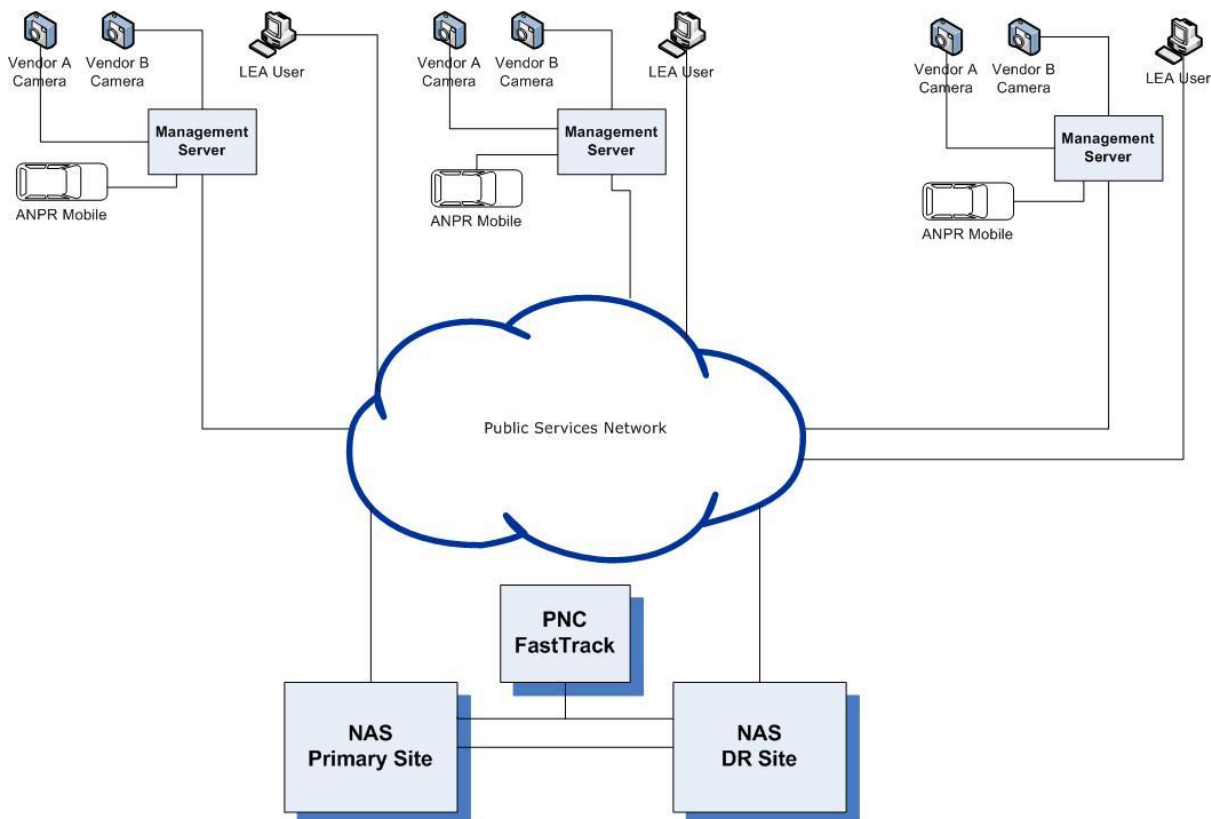 Vendor A
Camera
Vendor B
Camera
LEA User
Management
Server
ANPR Mobile
Vendor A
Camera
Vendor B
Camera
LEA User
Management
Server
ANPR Mobile
Vendor A
Camera
Vendor B
Camera
LEA User
Management
Server
ANPR Mobile
Public Services Network
PNC
FastTrack
NAS
Primary Site
NAS
DR Site